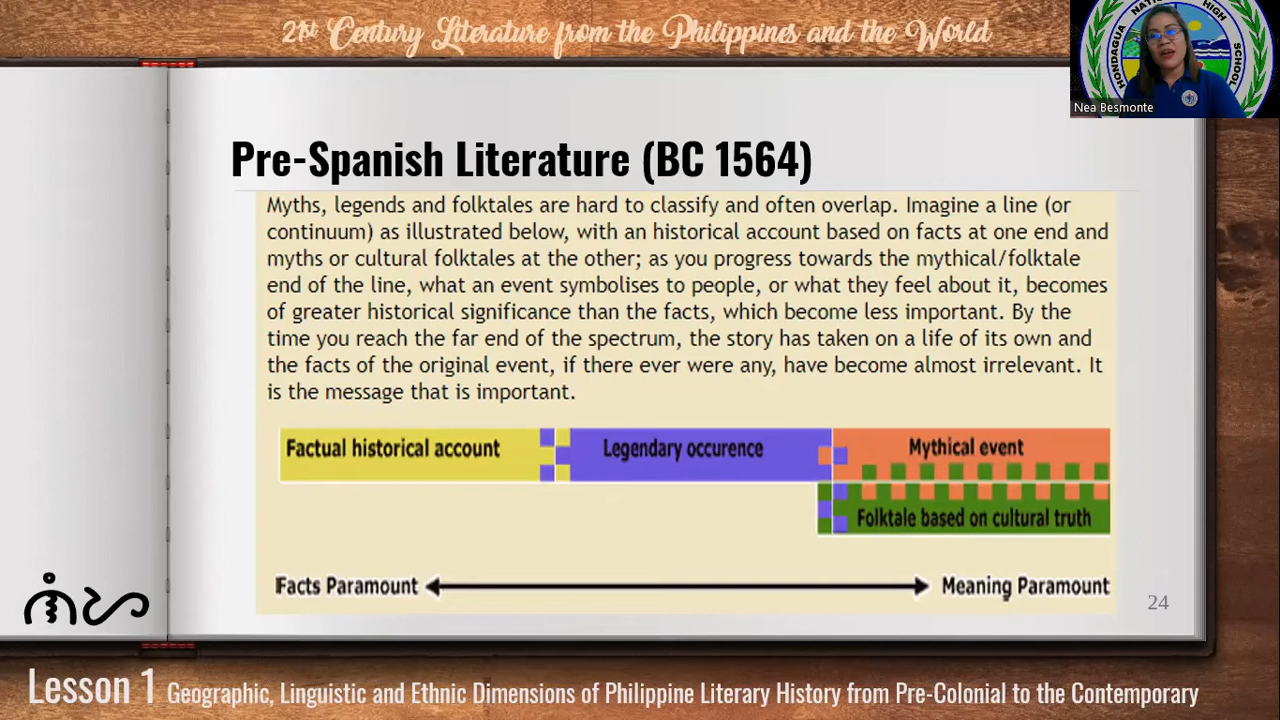 21st Century Literature from the Philippines and the World
HONDAGUA NATIONAL HIGH SCHOOL
Nea Besmonte
Pre-Spanish Literature (BC 1564)
Myths, legends and folktales are hard to classify and often overlap. Imagine a line (or
continuum) as illustrated below, with an historical account based on facts at one end and
myths or cultural folktales at the other; as you progress towards the mythical/folktale
end of the line, what an event symbolises to people, or what they feel about it, becomes
of greater historical significance than the facts, which become less important. By the
time you reach the far end of the spectrum, the story has taken on a life of its own and
the facts of the original event, if there ever were any, have become almost irrelevant. It
is the message that is important.
Factual historical account
Legendary occurence
Mythical event
Folktale based on cultural truth
Facts Paramount
Meaning Paramount
24
Lesson 1 Geographic, Linguistic and Ethnic Dimensions of Philippine Literary History from Pre-Colonial to the Contemporary